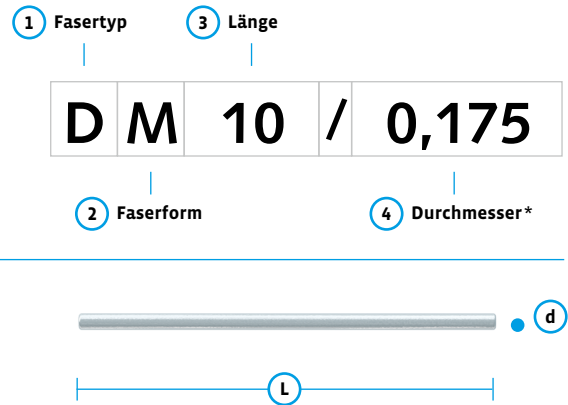 1 Fasertyp 3 Länge
D M 10 / 0,175
2 Faserform 4 Durchmesser*
d
L